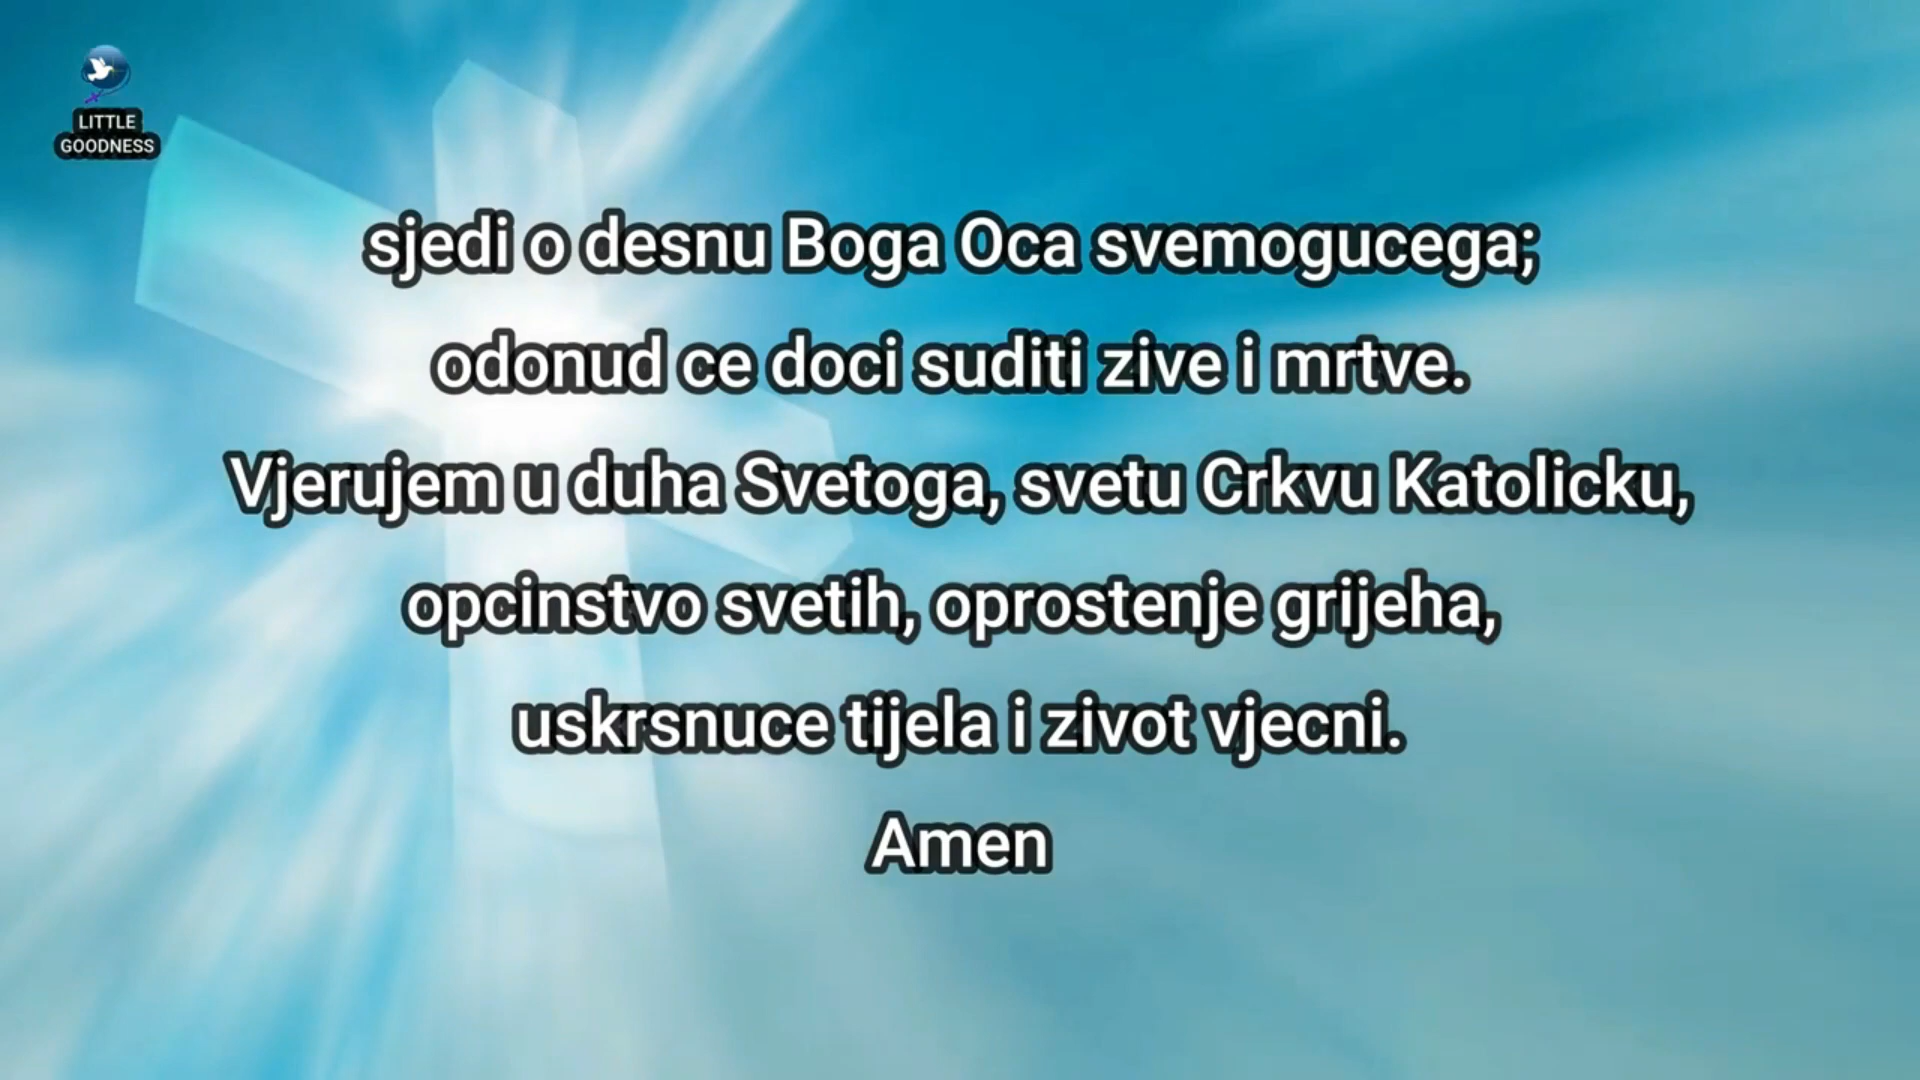 LITTLE
GOODNESS
sjedi o desnu Boga Oca svemogucega;
odonud ce doci suditi zive i mrtve.
Vjerujem u duha Svetoga, svetu Crkvu Katolicku,
opcinstvo svetih, oprostenje grijeha,
uskrsnuce tijela i zivot vjecni.
Amen